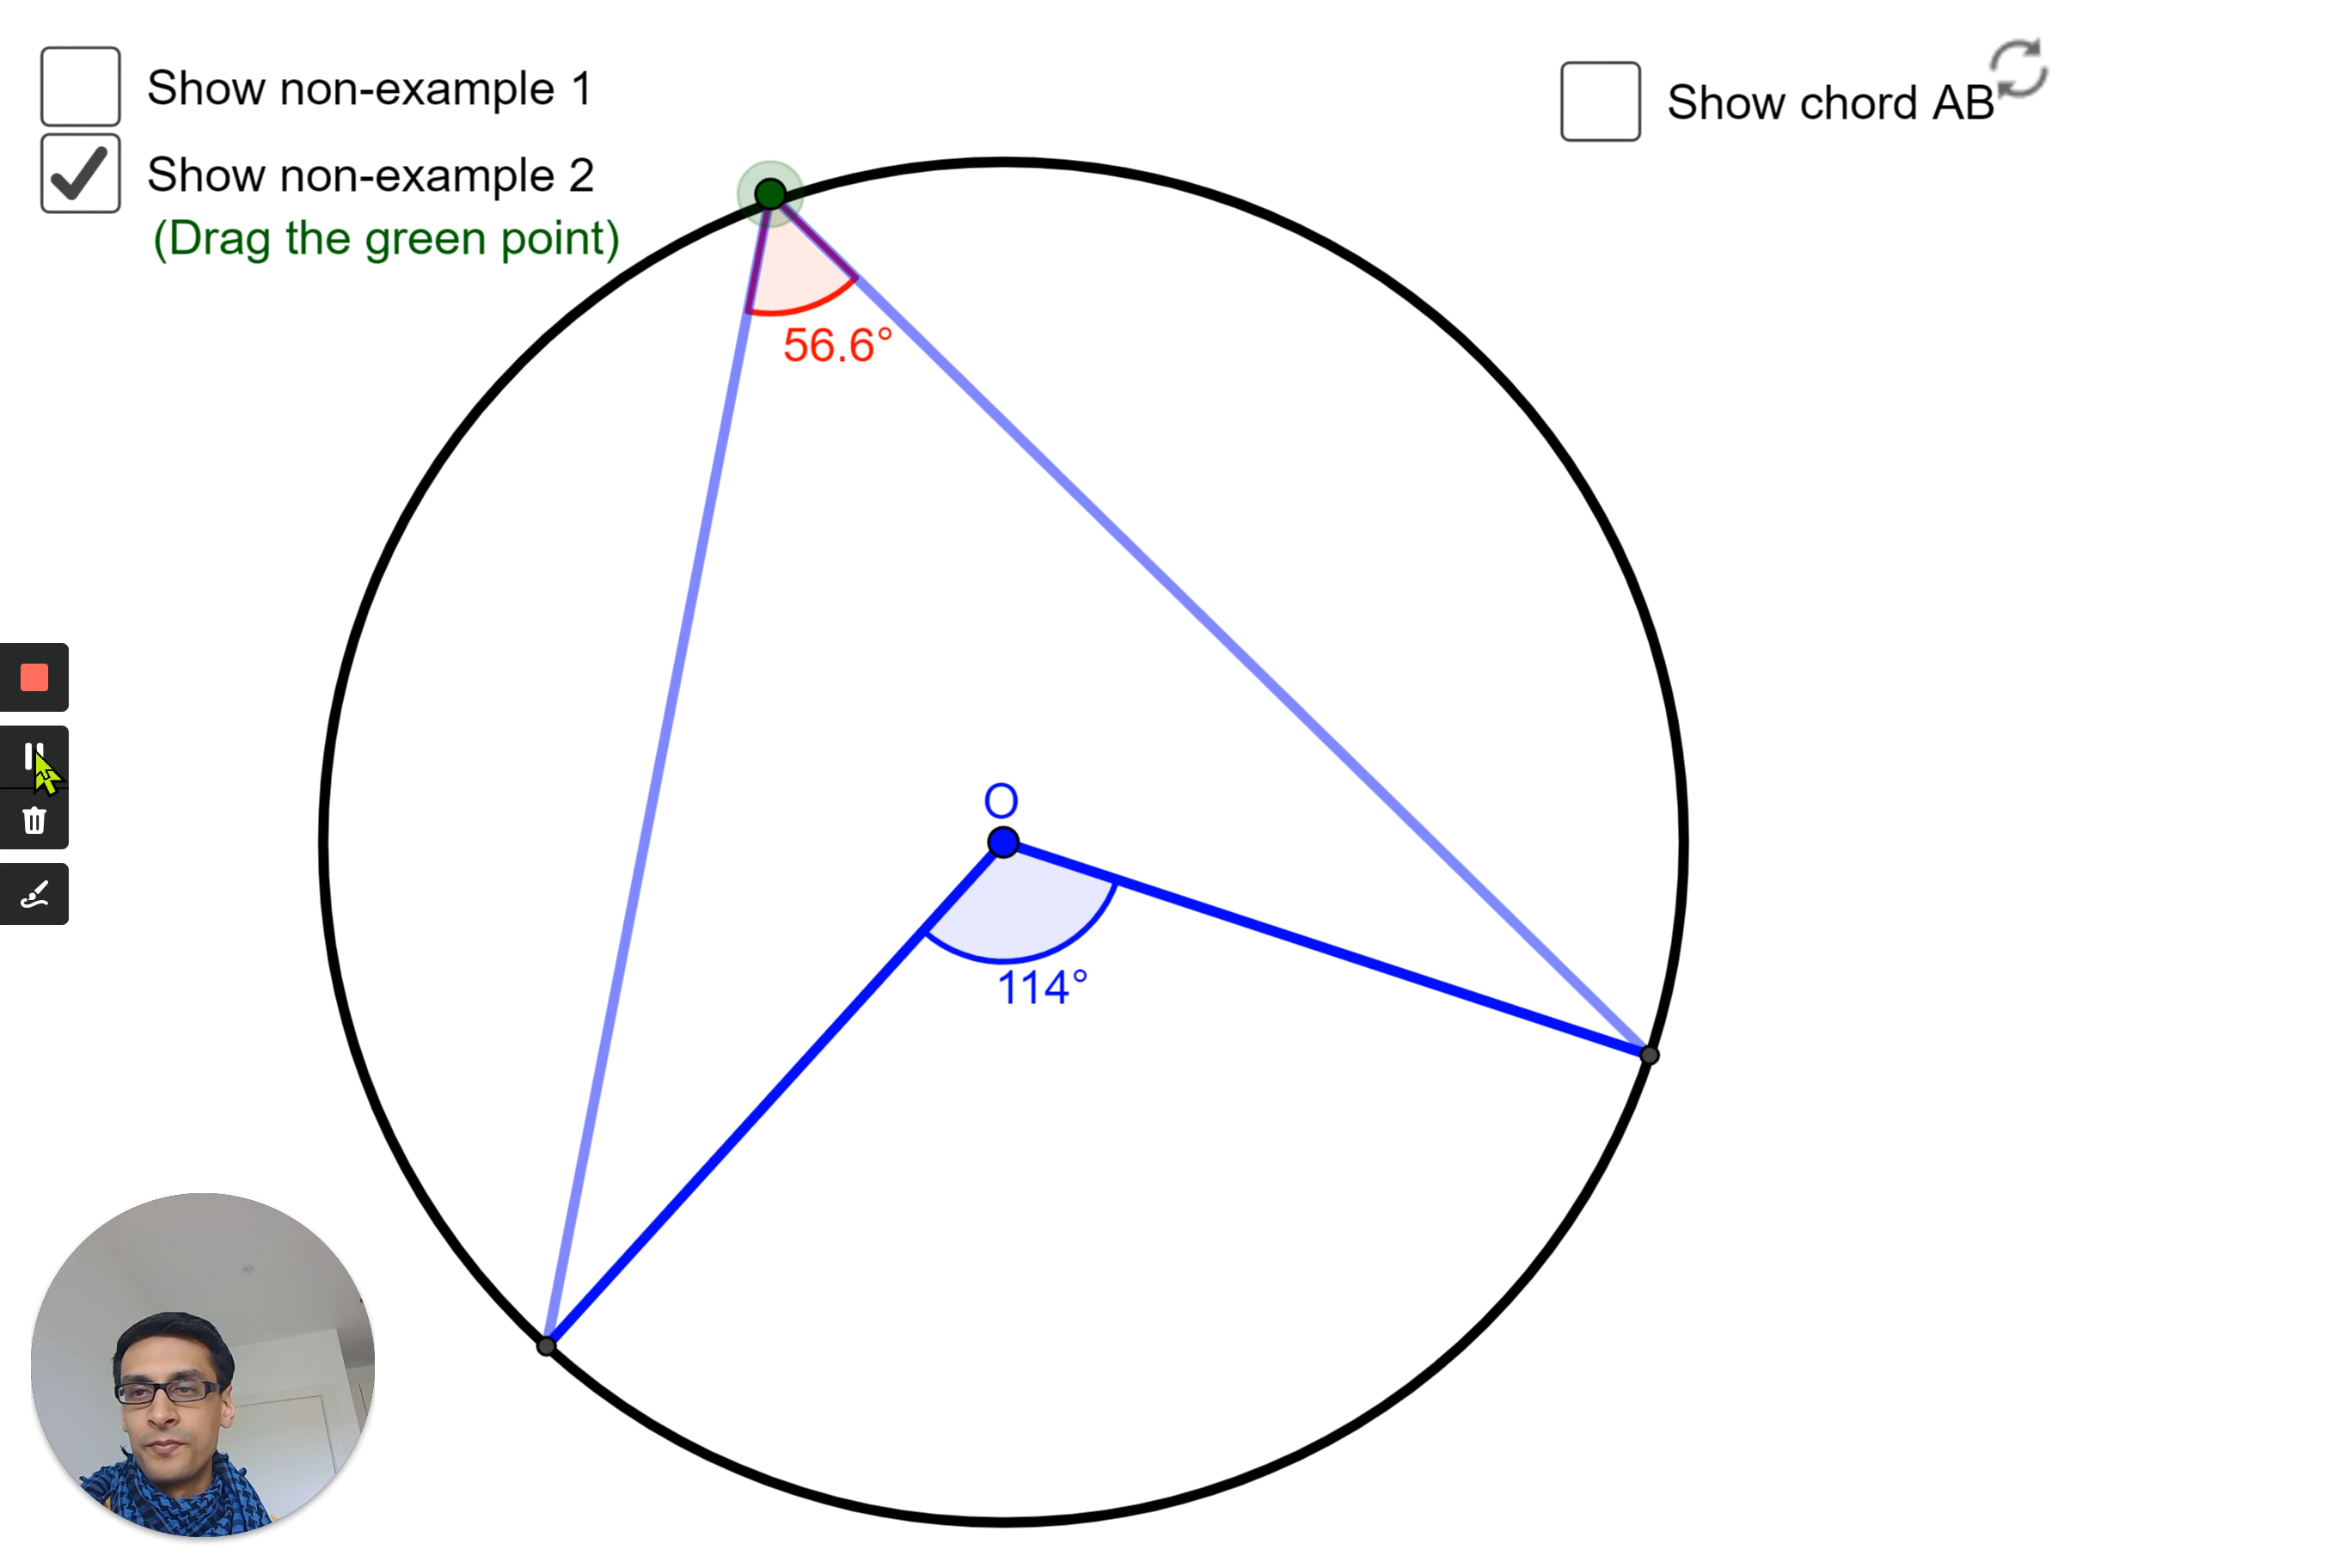 Show non-example 1
Show chord AB
Show non-example 2
(Drag the green point)
56.6°
O
114°